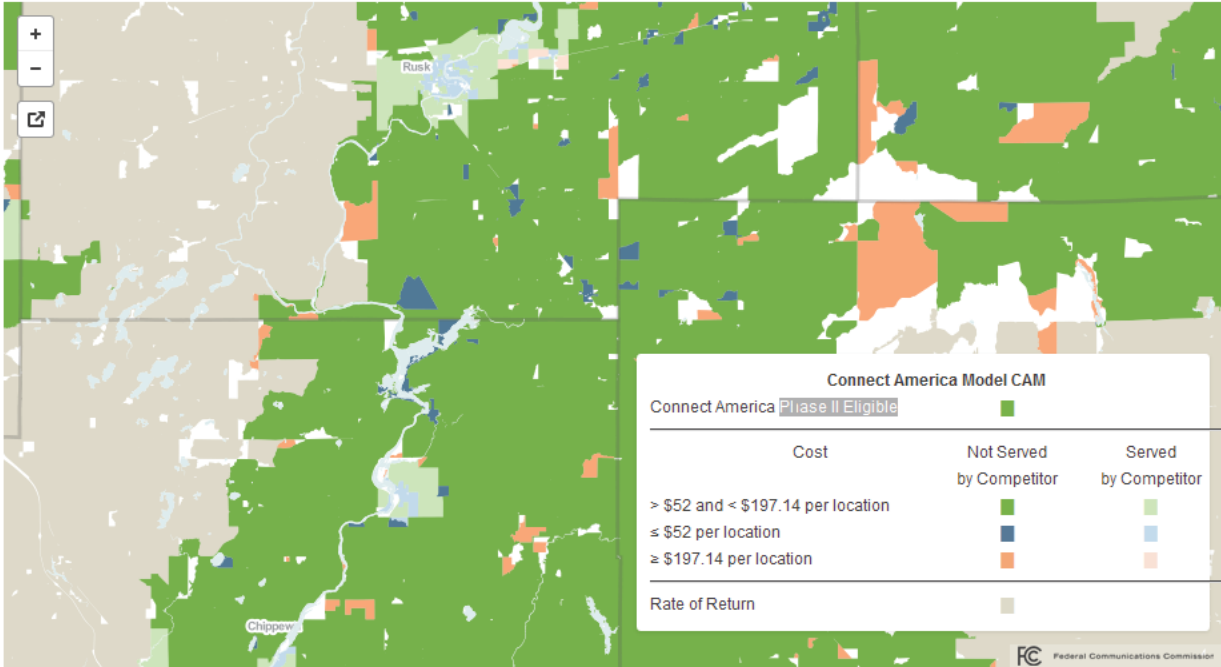 +
−
Rusk
Connect America Model CAM
Connect America Phase II Eligible
Cost
Not Served
by Competitor
Served
by Competitor
> $52 and < $197.14 per location
≤ $52 per location
≥ $197.14 per location
Rate of Return
Chippew
FC Federal Communications Commission